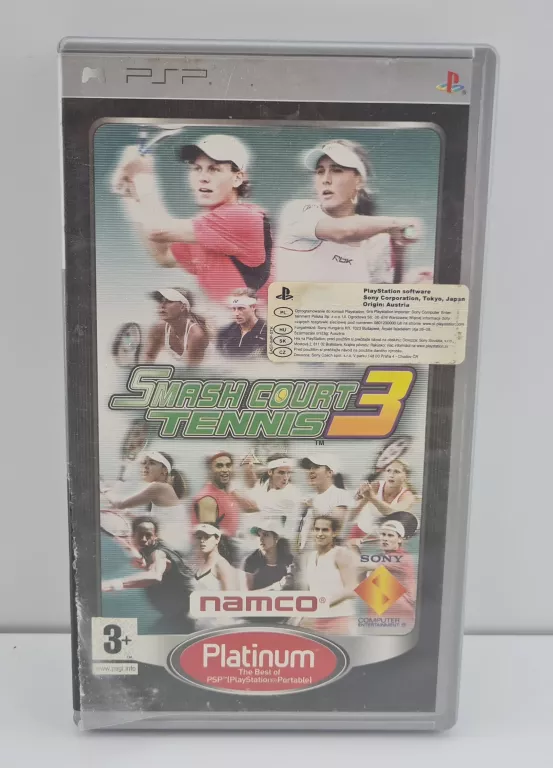 PSP
PlayStation software
Sony Corporation, Tokyo, Japan
Origin: Austria
PL
HU
SK
CZ
RBK
SMASH COURT
TENNIS 3
TM
namco®
SONY
COMPUTER
ENTERTAINMENT®
3+
www.pegi.info
Platinum
The Best of
PSP™(PlayStation®Portable)